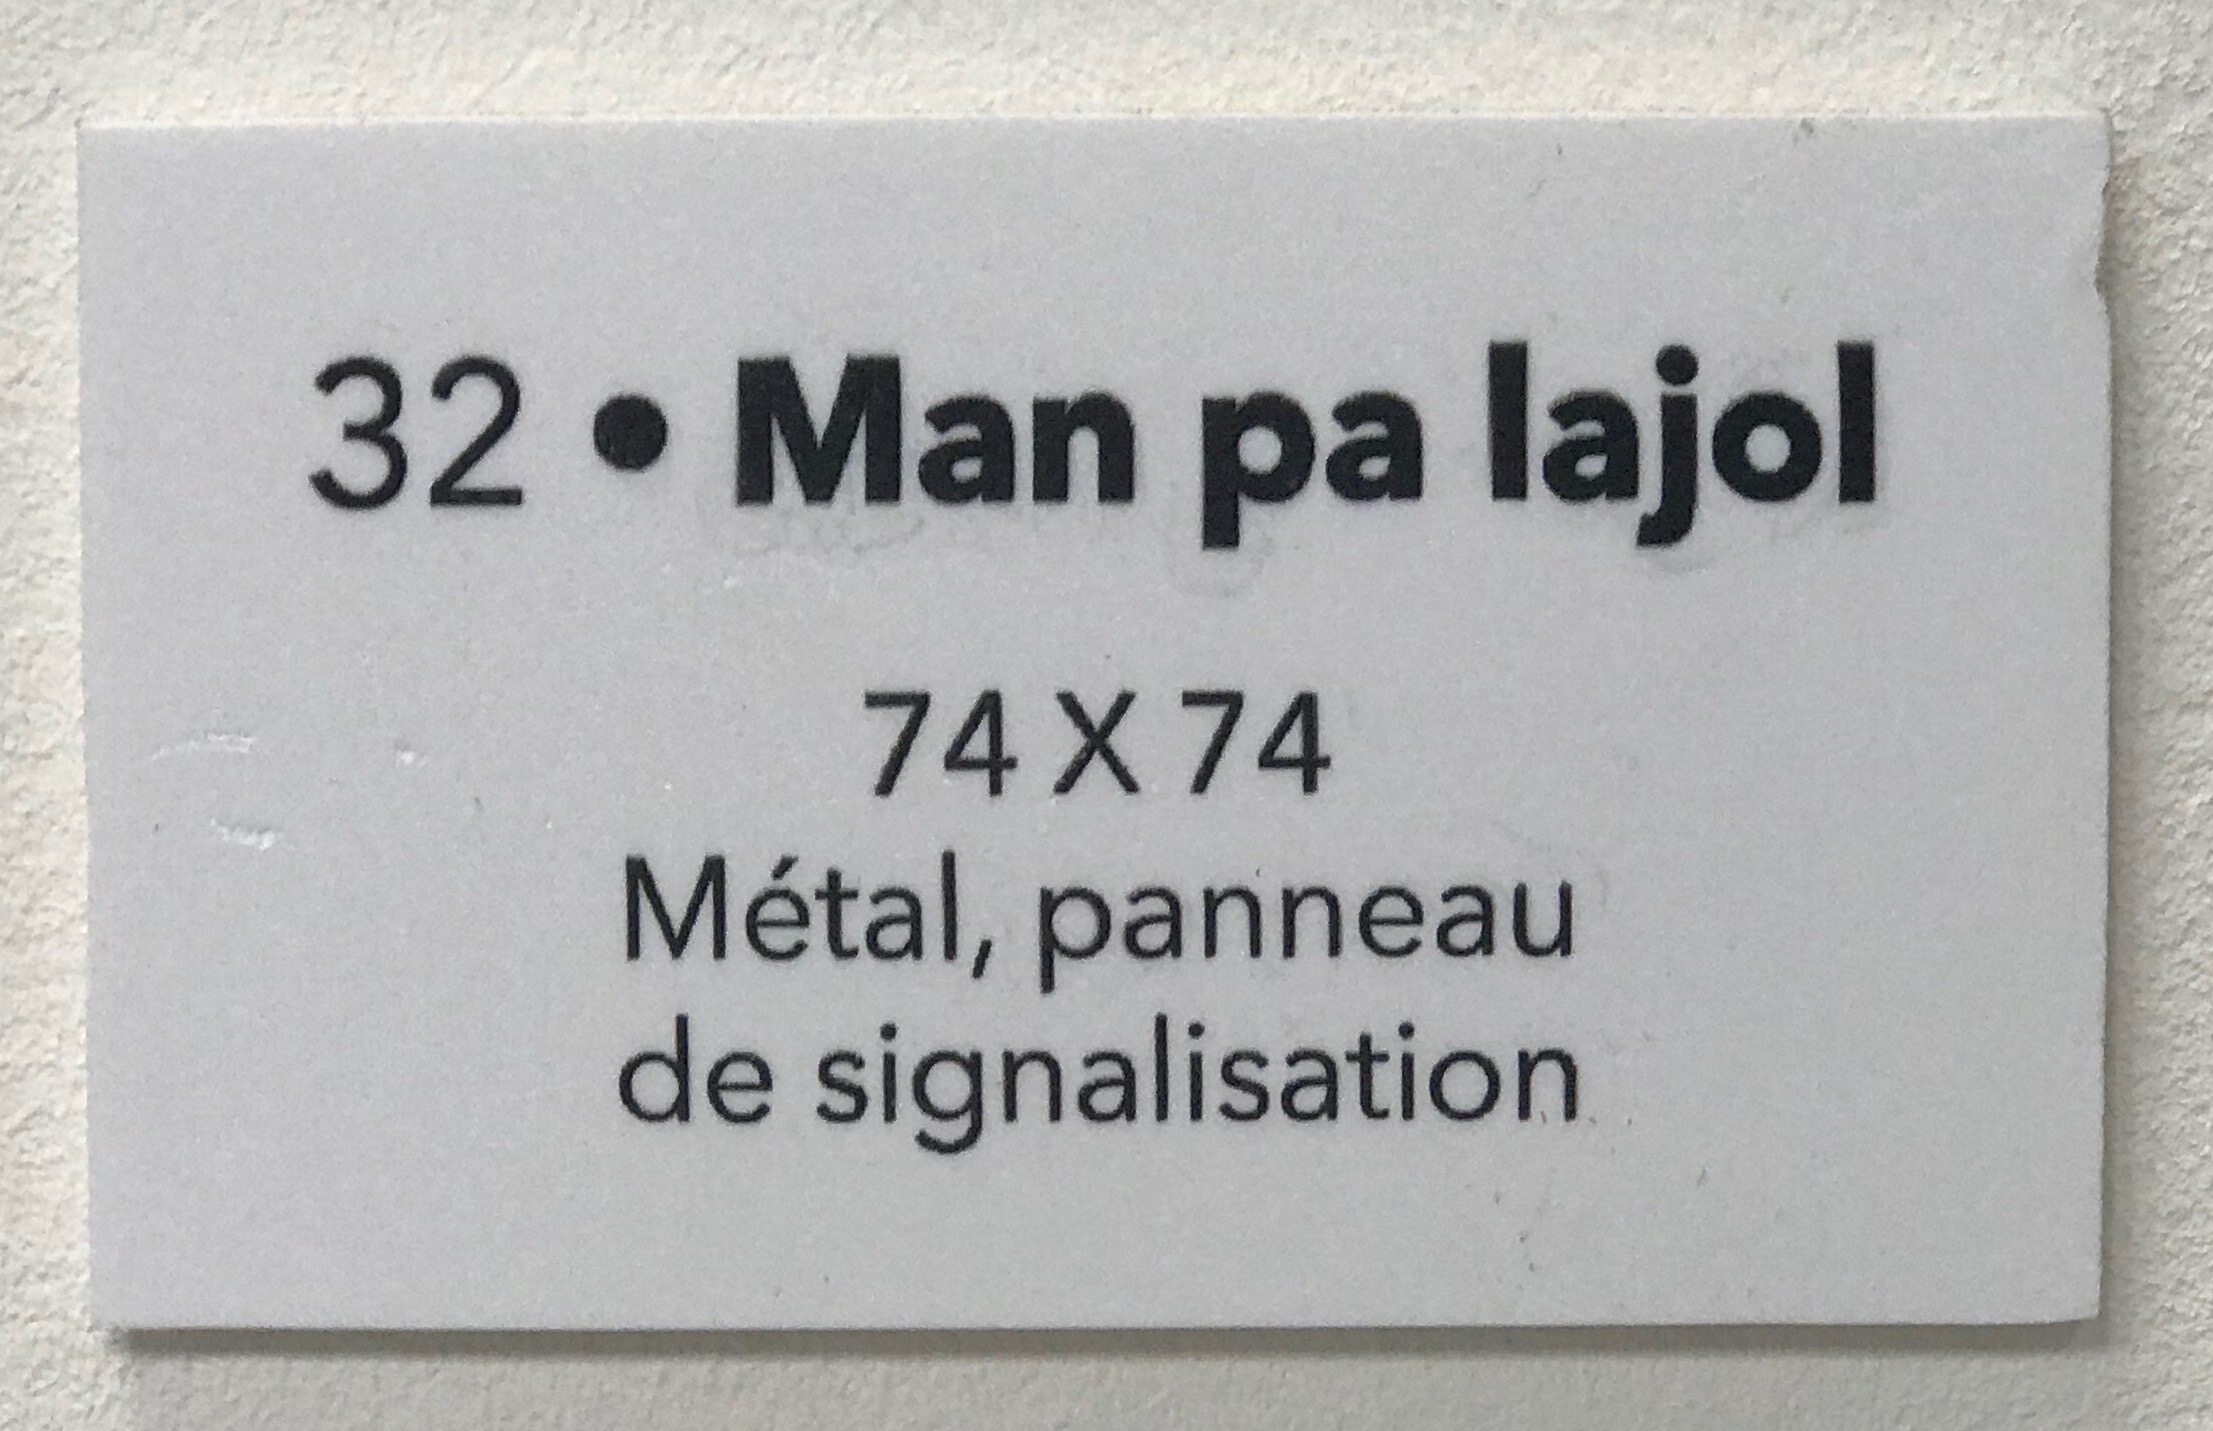 32 • Man pa lajol
74 X 74
Métal, panneau
de signalisation